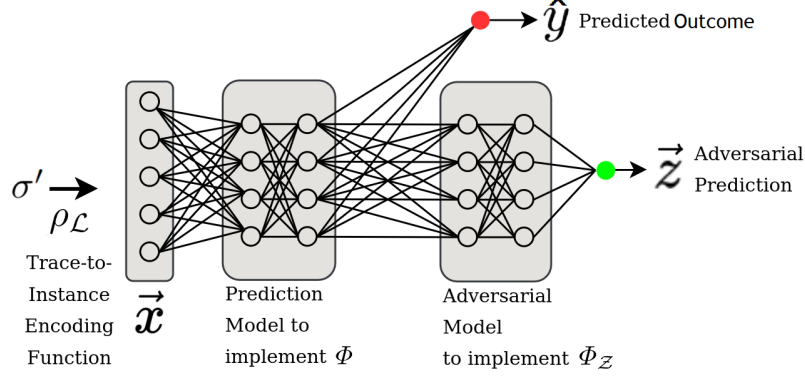 ŷ Predicted Outcome
σ′
ρ_ℒ
z⃗ Adversarial
Prediction
Trace-to-
Instance
Encoding
Function
x⃗
Prediction
Model to
implement Φ
Adversarial
Model
to implement Φ_𝒵